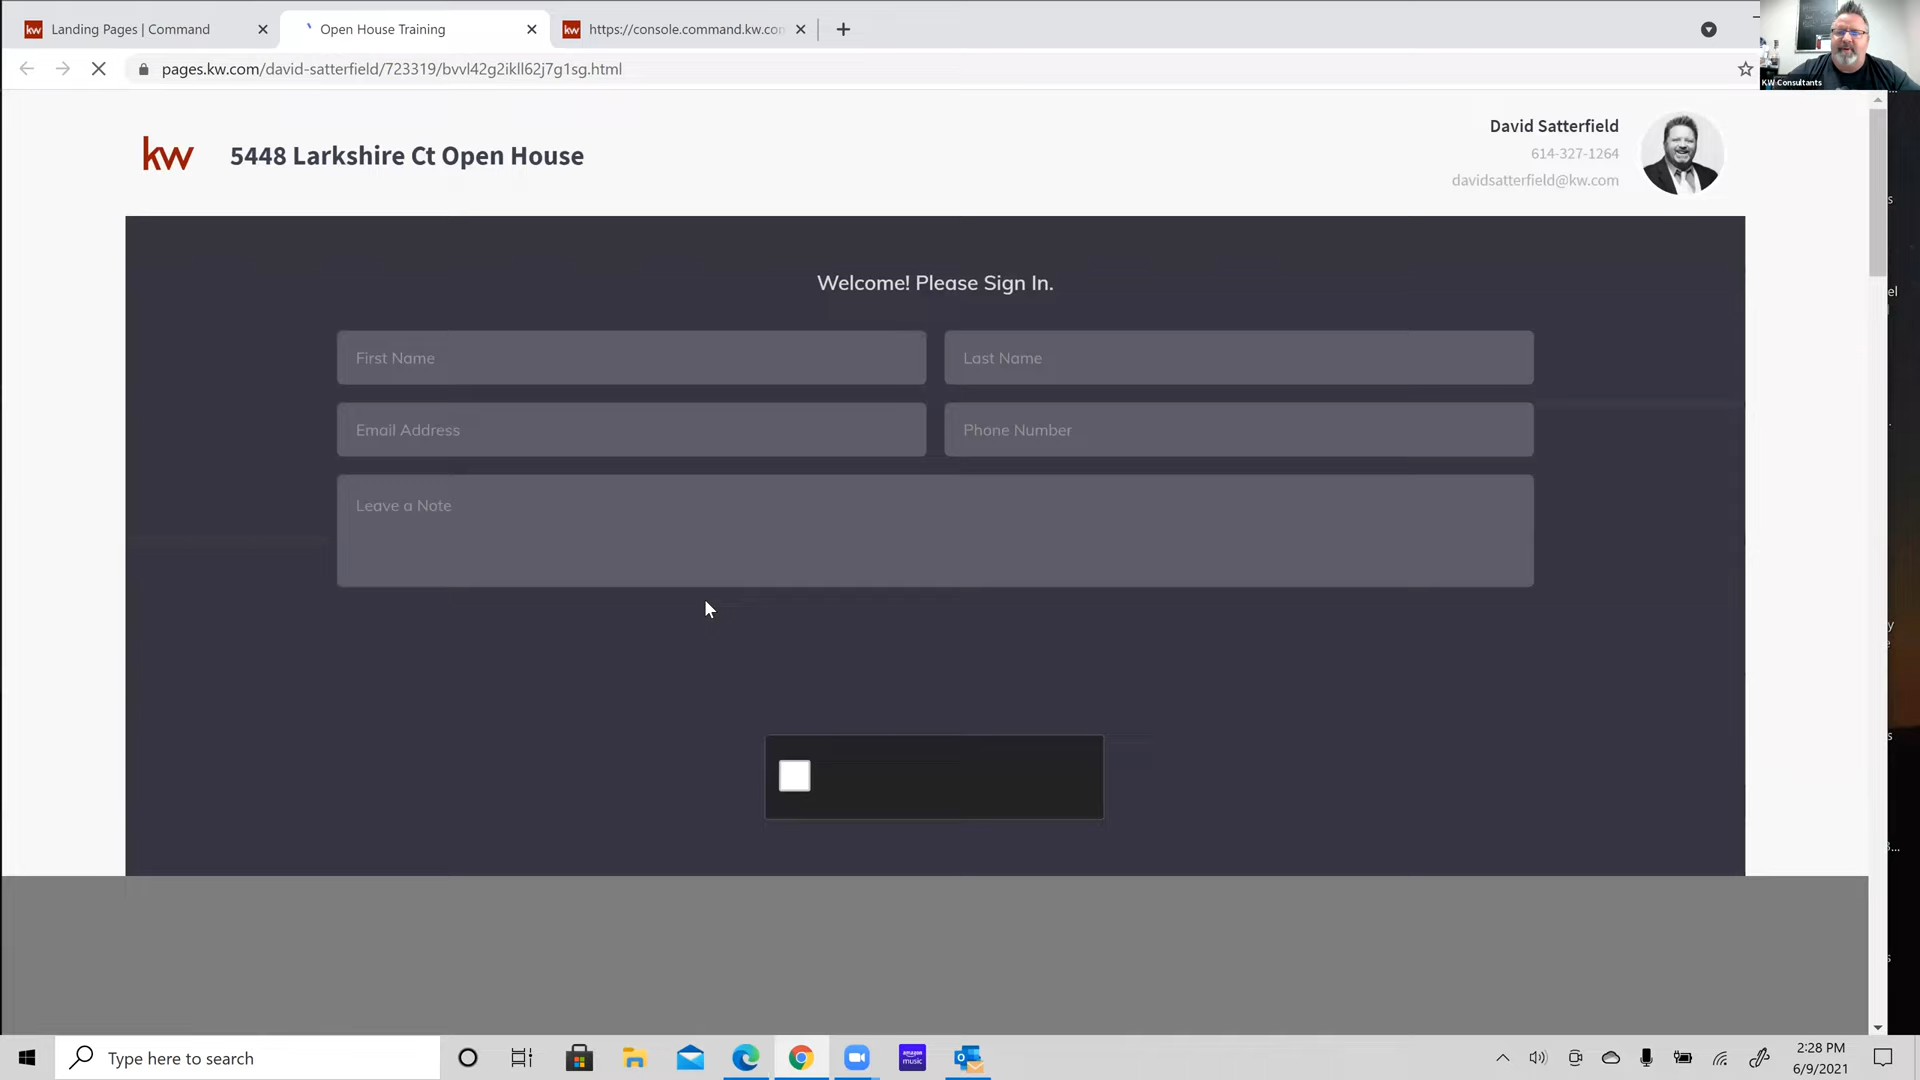 Landing Pages | Command
Open House Training
https://console.command.kw.con
pages.kw.com/david-satterfield/723319/bvvl42g2ikll62j7g1sg.html
KW Consultants
kw
5448 Larkshire Ct Open House
David Satterfield
614-327-1264
davidsatterfield@kw.com
Welcome! Please Sign In.
First Name
Last Name
Email Address
Phone Number
Leave a Note
Type here to search
amazon music
2:28 PM
6/9/2021